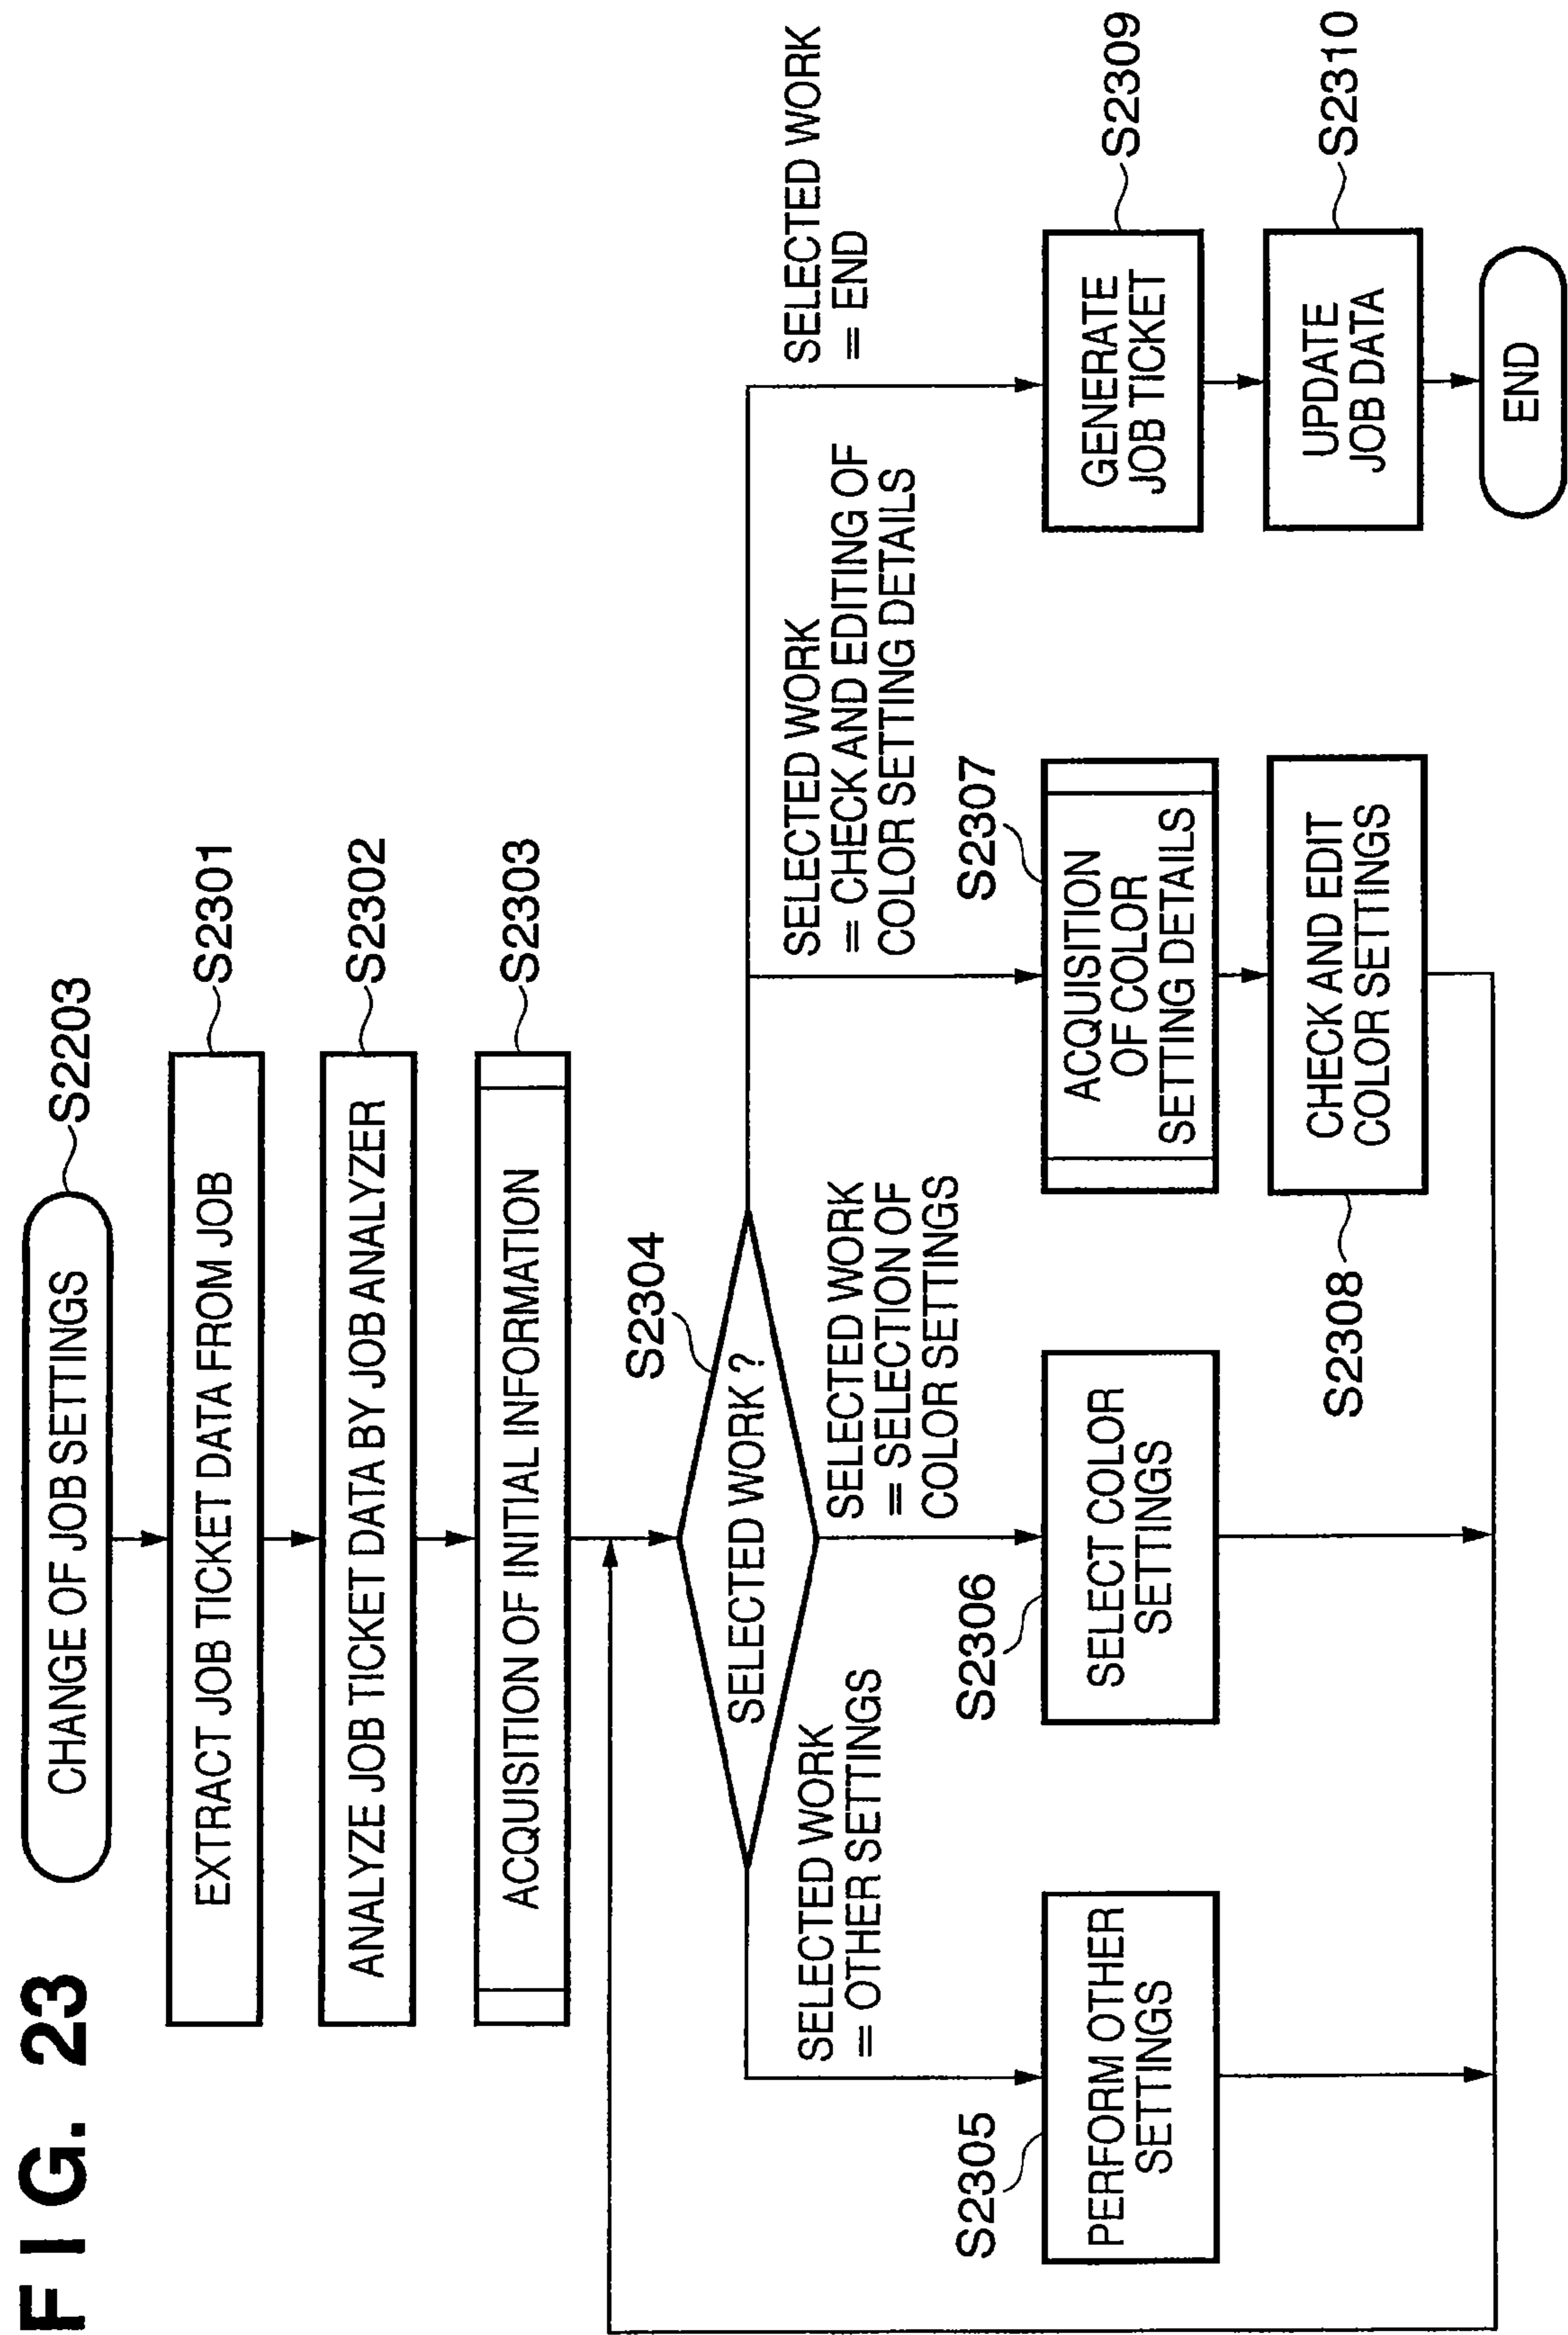 FIG. 23
CHANGE OF JOB SETTINGS
S2203
EXTRACT JOB TICKET DATA FROM JOB
S2301
ANALYZE JOB TICKET DATA BY JOB ANALYZER
S2302
ACQUISITION OF INITIAL INFORMATION
S2303
SELECTED WORK ?
S2304
SELECTED WORK
= OTHER SETTINGS
SELECTED WORK
= SELECTION OF
COLOR SETTINGS
SELECTED WORK
= CHECK AND EDITING OF
COLOR SETTING DETAILS
SELECTED WORK
= END
S2305
PERFORM OTHER
SETTINGS
S2306
SELECT COLOR
SETTINGS
S2307
ACQUISITION
OF COLOR
SETTING DETAILS
S2308
CHECK AND EDIT
COLOR SETTINGS
GENERATE
JOB TICKET
S2309
UPDATE
JOB DATA
S2310
END